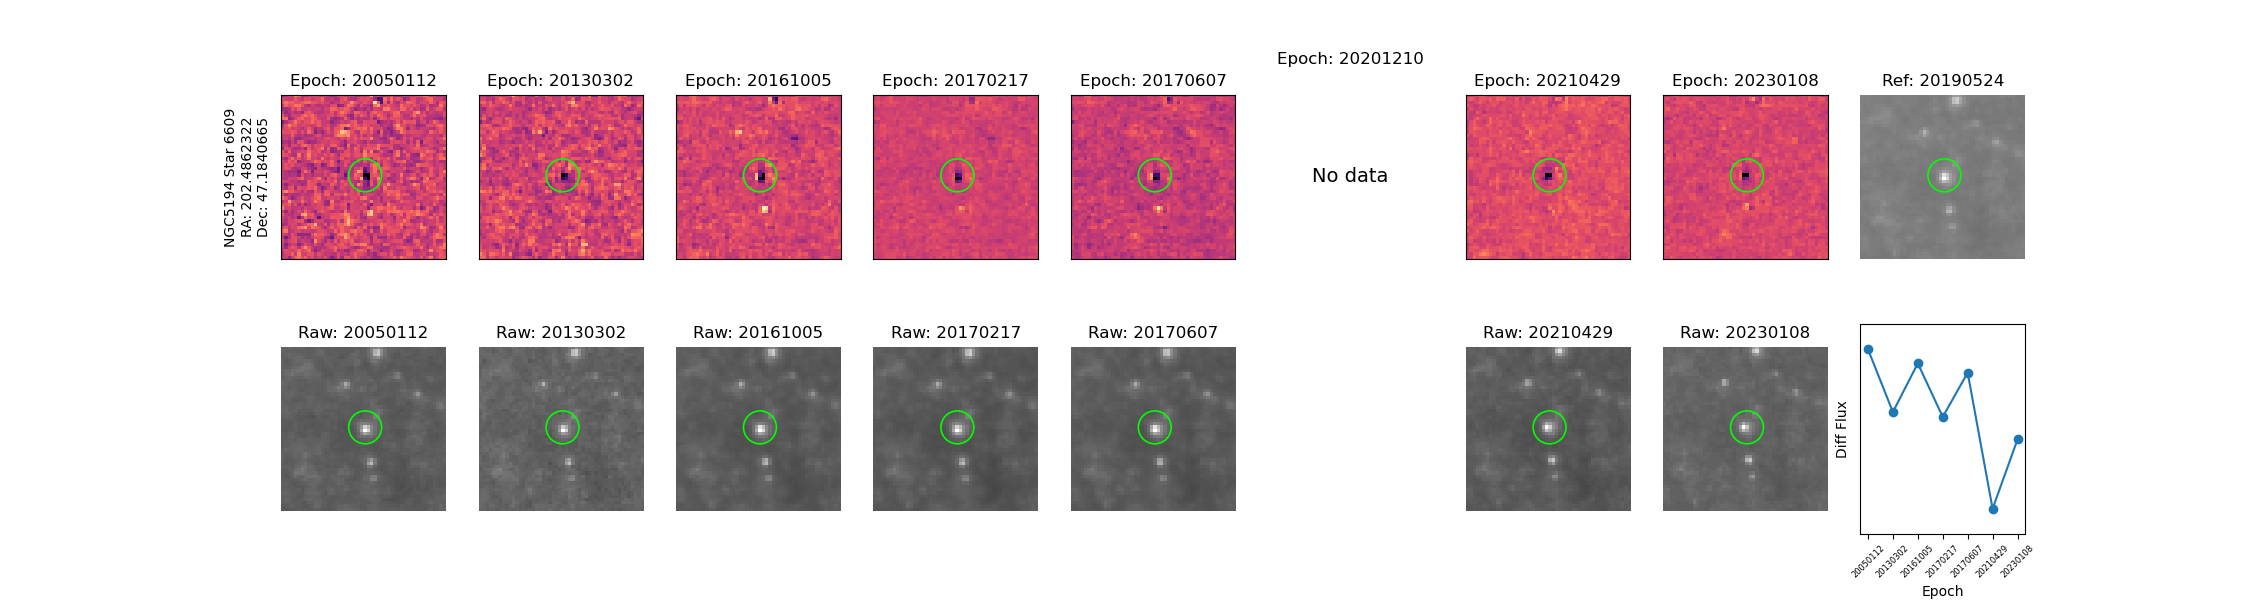 Epoch: 20201210
Epoch: 20050112
Epoch: 20130302
Epoch: 20161005
Epoch: 20170217
Epoch: 20170607
Epoch: 20210429
Epoch: 20230108
Ref: 20190524
NGC5194 Star 6609
RA: 202.4862322
Dec: 47.1840665
No data
Raw: 20050112
Raw: 20130302
Raw: 20161005
Raw: 20170217
Raw: 20170607
Raw: 20210429
Raw: 20230108
Diff Flux
20050112
20130302
20161005
20170217
20170607
20210429
20230108
Epoch